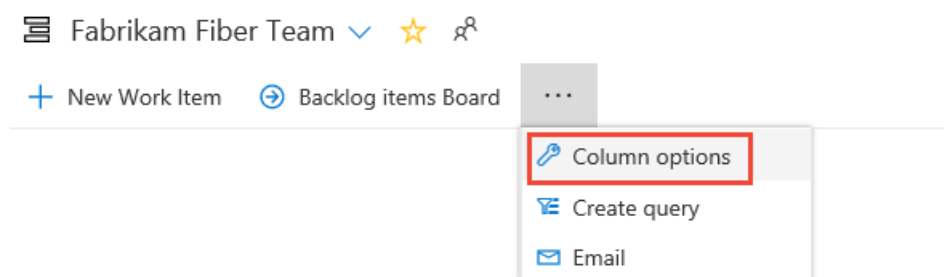 Fabrikam Fiber Team
New Work Item Backlog items Board ...
Column options
Create query
Email